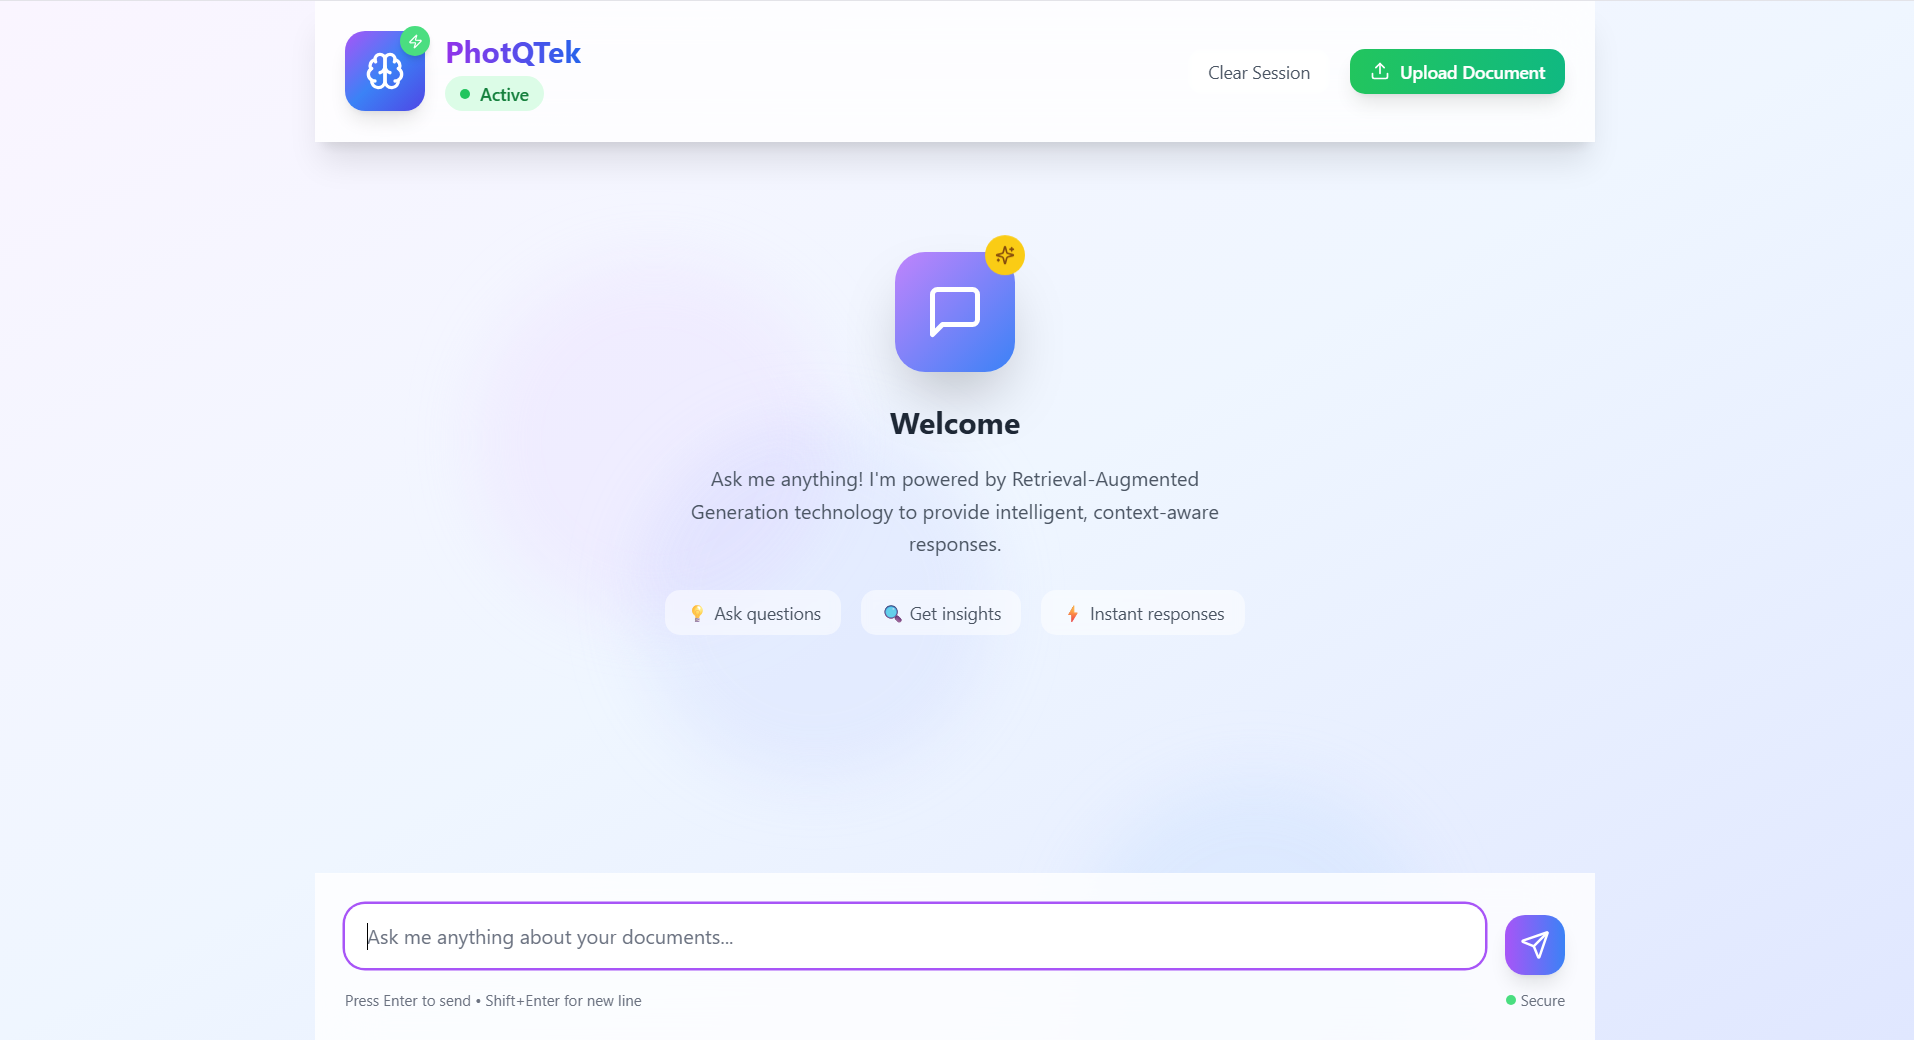 PhotQTek
Active
Clear Session
Upload Document
Welcome
Ask me anything! I'm powered by Retrieval-Augmented
Generation technology to provide intelligent, context-aware
responses.
💡 Ask questions
🔍 Get insights
⚡ Instant responses
Ask me anything about your documents...
Press Enter to send • Shift+Enter for new line
Secure